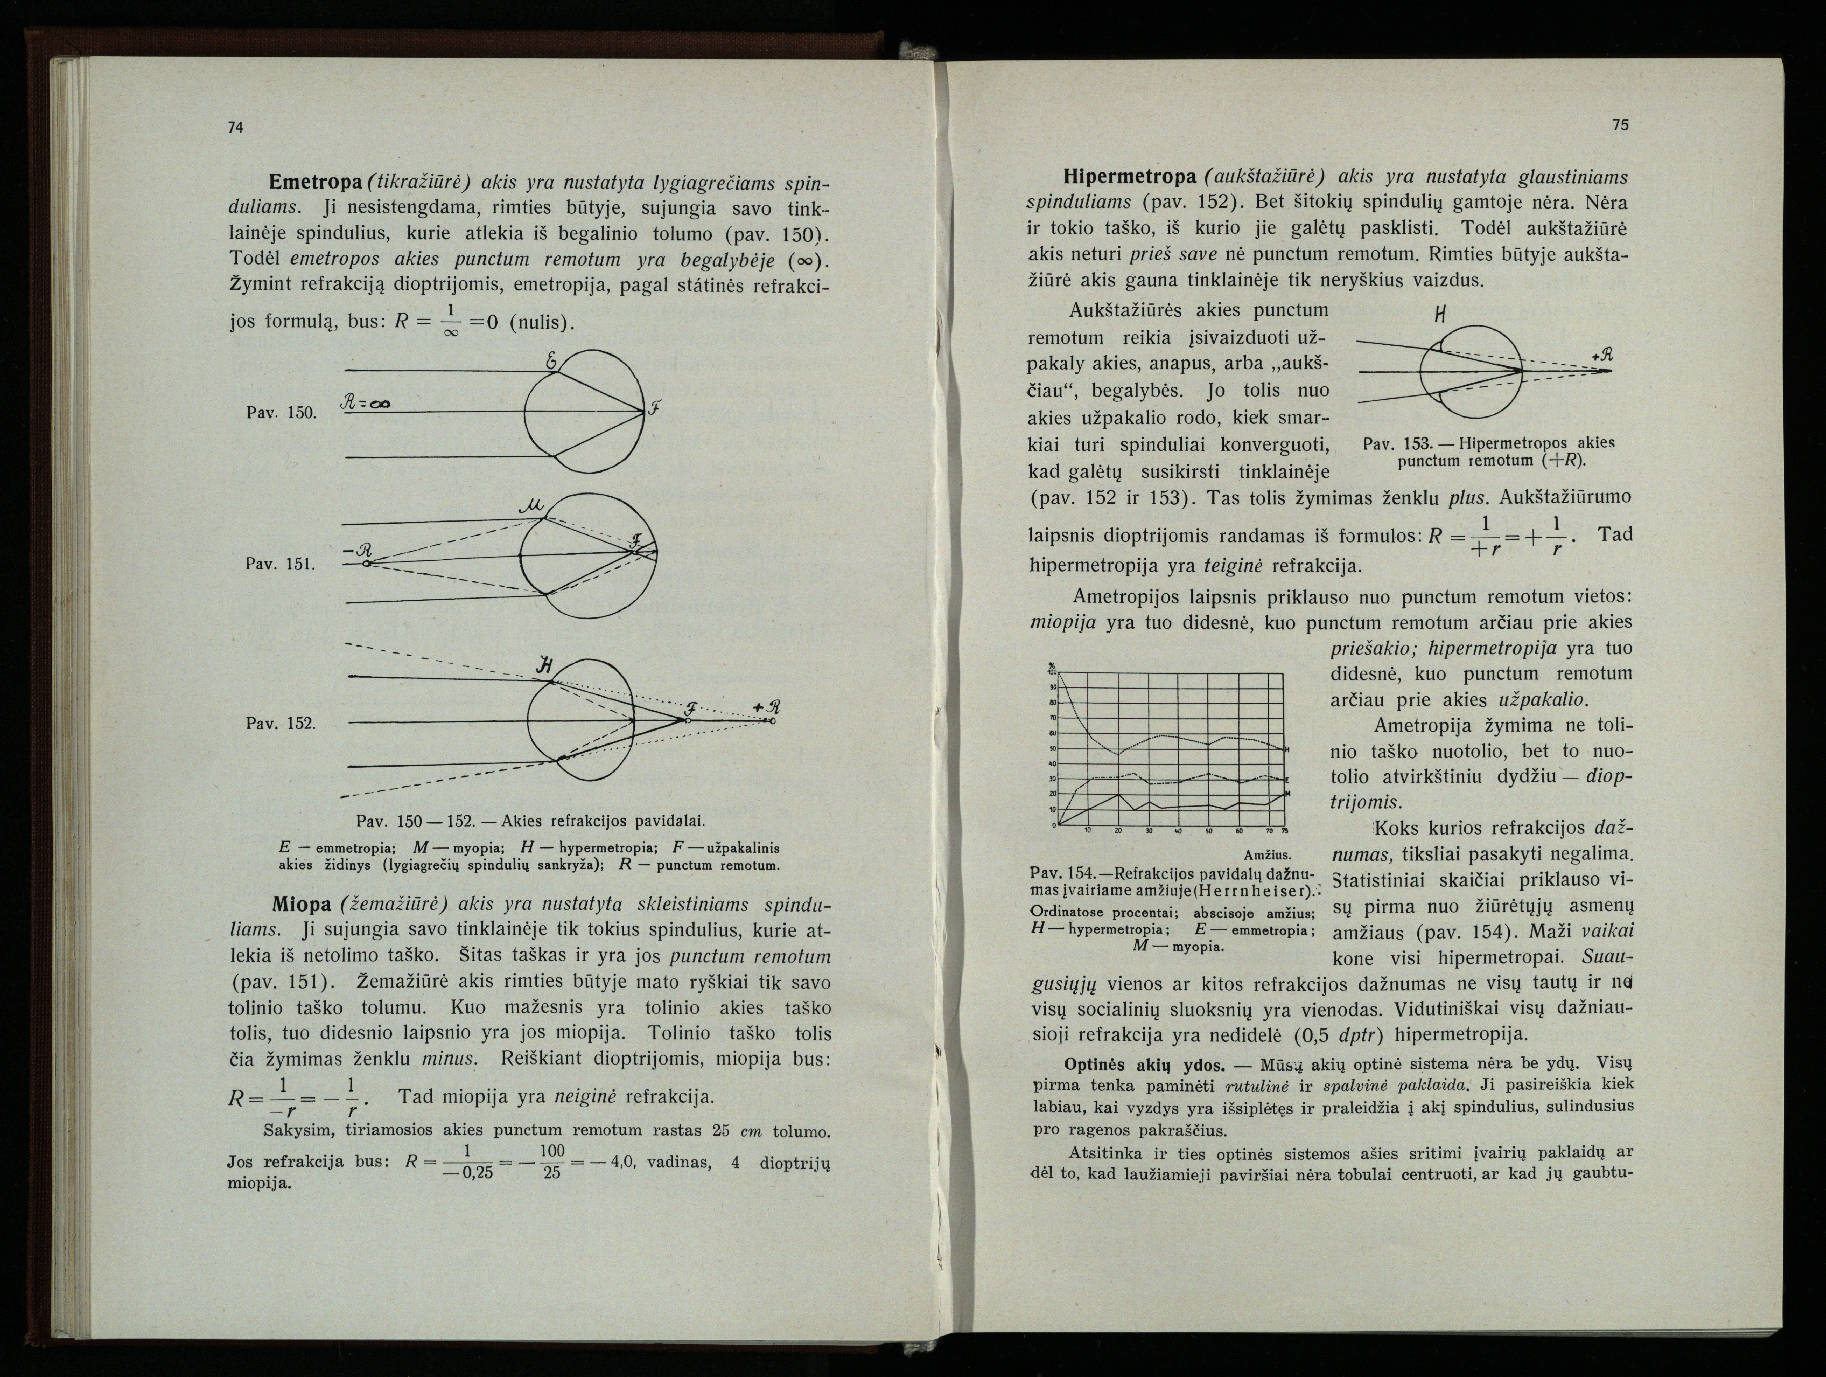 74
Emetropa (tikražiūrė) akis yra nustatyta lygiagrečiams spin-
duliams. Ji nesistengdama, rimties būtyje, sujungia savo tink-
lainėje spindulius, kurie atlekia iš begalinio tolumo (pav. 150).
Todėl emetropos akies punctum remotum yra begalybėje (∞).
Žymint refrakciją dioptrijomis, emetropija, pagal státinės refrakci-
jos formulą, bus: R = 1/∞ =0 (nulis).
E
Pav. 150.
R=∞
F
M
Pav. 151.
−R
F
H
Pav. 152.
F
+R
Pav. 150 — 152. — Akies refrakcijos pavidalai.
E — emmetropia; M — myopia; H — hypermetropia; F — užpakalinis
akies židinys (lygiagrečių spindulių sankryža); R — punctum remotum.
Miopa (žemažiūrė) akis yra nustatyta skleistiniams spindu-
liams. Ji sujungia savo tinklainėje tik tokius spindulius, kurie at-
lekia iš netolimo taško. Šitas taškas ir yra jos punctum remotum
(pav. 151). Žemažiūrė akis rimties būtyje mato ryškiai tik savo
tolinio taško tolumu. Kuo mažesnis yra tolinio akies taško
tolis, tuo didesnio laipsnio yra jos miopija. Tolinio taško tolis
čia žymimas ženklu minus. Reiškiant dioptrijomis, miopija bus:
R = 1/−r = − 1/r. Tad miopija yra neiginė refrakcija.
Sakysim, tiriamosios akies punctum remotum rastas 25 cm tolumo.
Jos refrakcija bus: R = 1/−0,25 = − 100/25 = — 4,0, vadinas, 4 dioptrijų
miopija.
75
Hipermetropa (aukštažiūrė) akis yra nustatyta glaustiniams
spinduliams (pav. 152). Bet šitokių spindulių gamtoje nėra. Nėra
ir tokio taško, iš kurio jie galėtų pasklisti. Todėl aukštažiūrė
akis neturi prieš save nė punctum remotum. Rimties būtyje aukšta-
žiūrė akis gauna tinklainėje tik neryškius vaizdus.
Aukštažiūrės akies punctum
remotum reikia įsivaizduoti už-
pakaly akies, anapus, arba „aukš-
čiau“, begalybės. Jo tolis nuo
akies užpakalio rodo, kiek smar-
kiai turi spinduliai konverguoti,
kad galėtų susikirsti tinklainėje
H
+R
Pav. 153. — Hipermetropos akies
punctum remotum (+R).
(pav. 152 ir 153). Tas tolis žymimas ženklu plus. Aukštažiūrumo
laipsnis dioptrijomis randamas iš formulos: R = 1/+r = + 1/r. Tad
hipermetropija yra teiginė refrakcija.
Ametropijos laipsnis priklauso nuo punctum remotum vietos:
miopija yra tuo didesnė, kuo punctum remotum arčiau prie akies
priešakio; hipermetropija yra tuo
didesnė, kuo punctum remotum
arčiau prie akies užpakalio.
Ametropija žymima ne toli-
nio taško nuotolio, bet to nuo-
tolio atvirkštiniu dydžiu — diop-
trijomis.
Koks kurios refrakcijos daž-
numas, tiksliai pasakyti negalima.
Statistiniai skaičiai priklauso vi-
sų pirma nuo žiūrėtųjų asmenų
amžiaus (pav. 154). Maži vaikai
kone visi hipermetropai. Suau-
%
100
90
80
70
60
50
40
30
20
10
0
10 20 30 40 50 60 70 75
H
E
M
Amžius.
Pav. 154.—Refrakcijos pavidalų dažnu-
mas įvairiame amžiuje (Herrnheiser).
Ordinatose procentai; abscisoje amžius;
H — hypermetropia; E — emmetropia;
M — myopia.
gusiųjų vienos ar kitos refrakcijos dažnumas ne visų tautų ir ne
visų socialinių sluoksnių yra vienodas. Vidutiniškai visų dažniau-
sioji refrakcija yra nedidelė (0,5 dptr) hipermetropija.
Optinės akių ydos. — Mūsų akių optinė sistema nėra be ydų. Visų
pirma tenka paminėti rutulinė ir spalvinė paklaida. Ji pasireiškia kiek
labiau, kai vyzdys yra išsiplėtęs ir praleidžia į akį spindulius, sulindusius
pro ragenos pakraščius.
Atsitinka ir ties optinės sistemos ašies sritimi įvairių paklaidų ar
dėl to, kad laužiamieji paviršiai nėra tobulai centruoti, ar kad jų gaubtu-